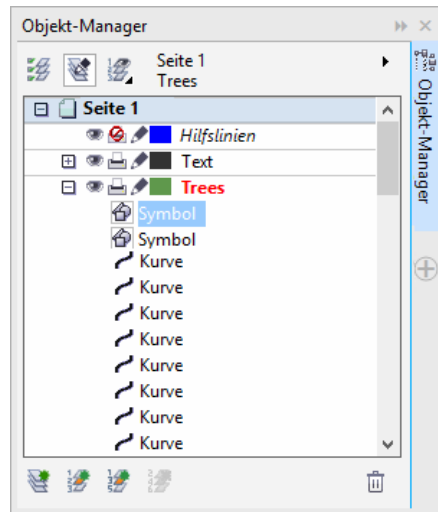 Objekt-Manager
Seite 1
Trees
Seite 1
Hilfslinien
Text
Trees
Symbol
Symbol
Kurve
Kurve
Kurve
Kurve
Kurve
Kurve
Kurve
Kurve
Objekt-Manager